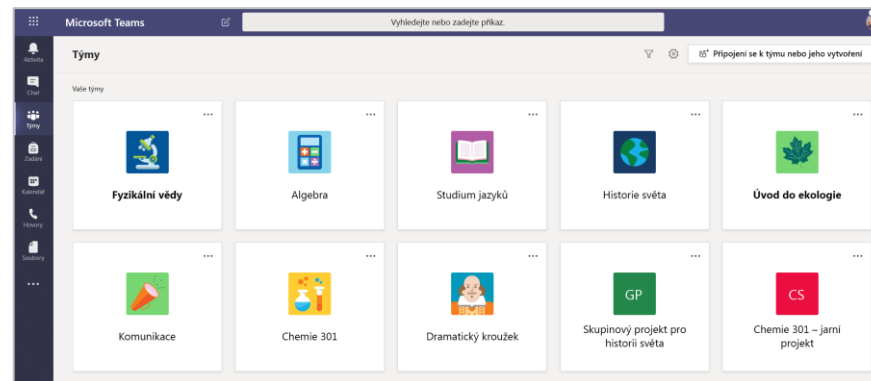 Microsoft Teams
Vyhledejte nebo zadejte příkaz.
Aktivita
Chat
Týmy
Zadání
Kalendář
Hovory
Soubory
Týmy
Připojení se k týmu nebo jeho vytvoření
Vaše týmy
Fyzikální vědy
Algebra
Studium jazyků
Historie světa
Úvod do ekologie
Komunikace
Chemie 301
Dramatický kroužek
GP
Skupinový projekt pro
historii světa
CS
Chemie 301 – jarní
projekt